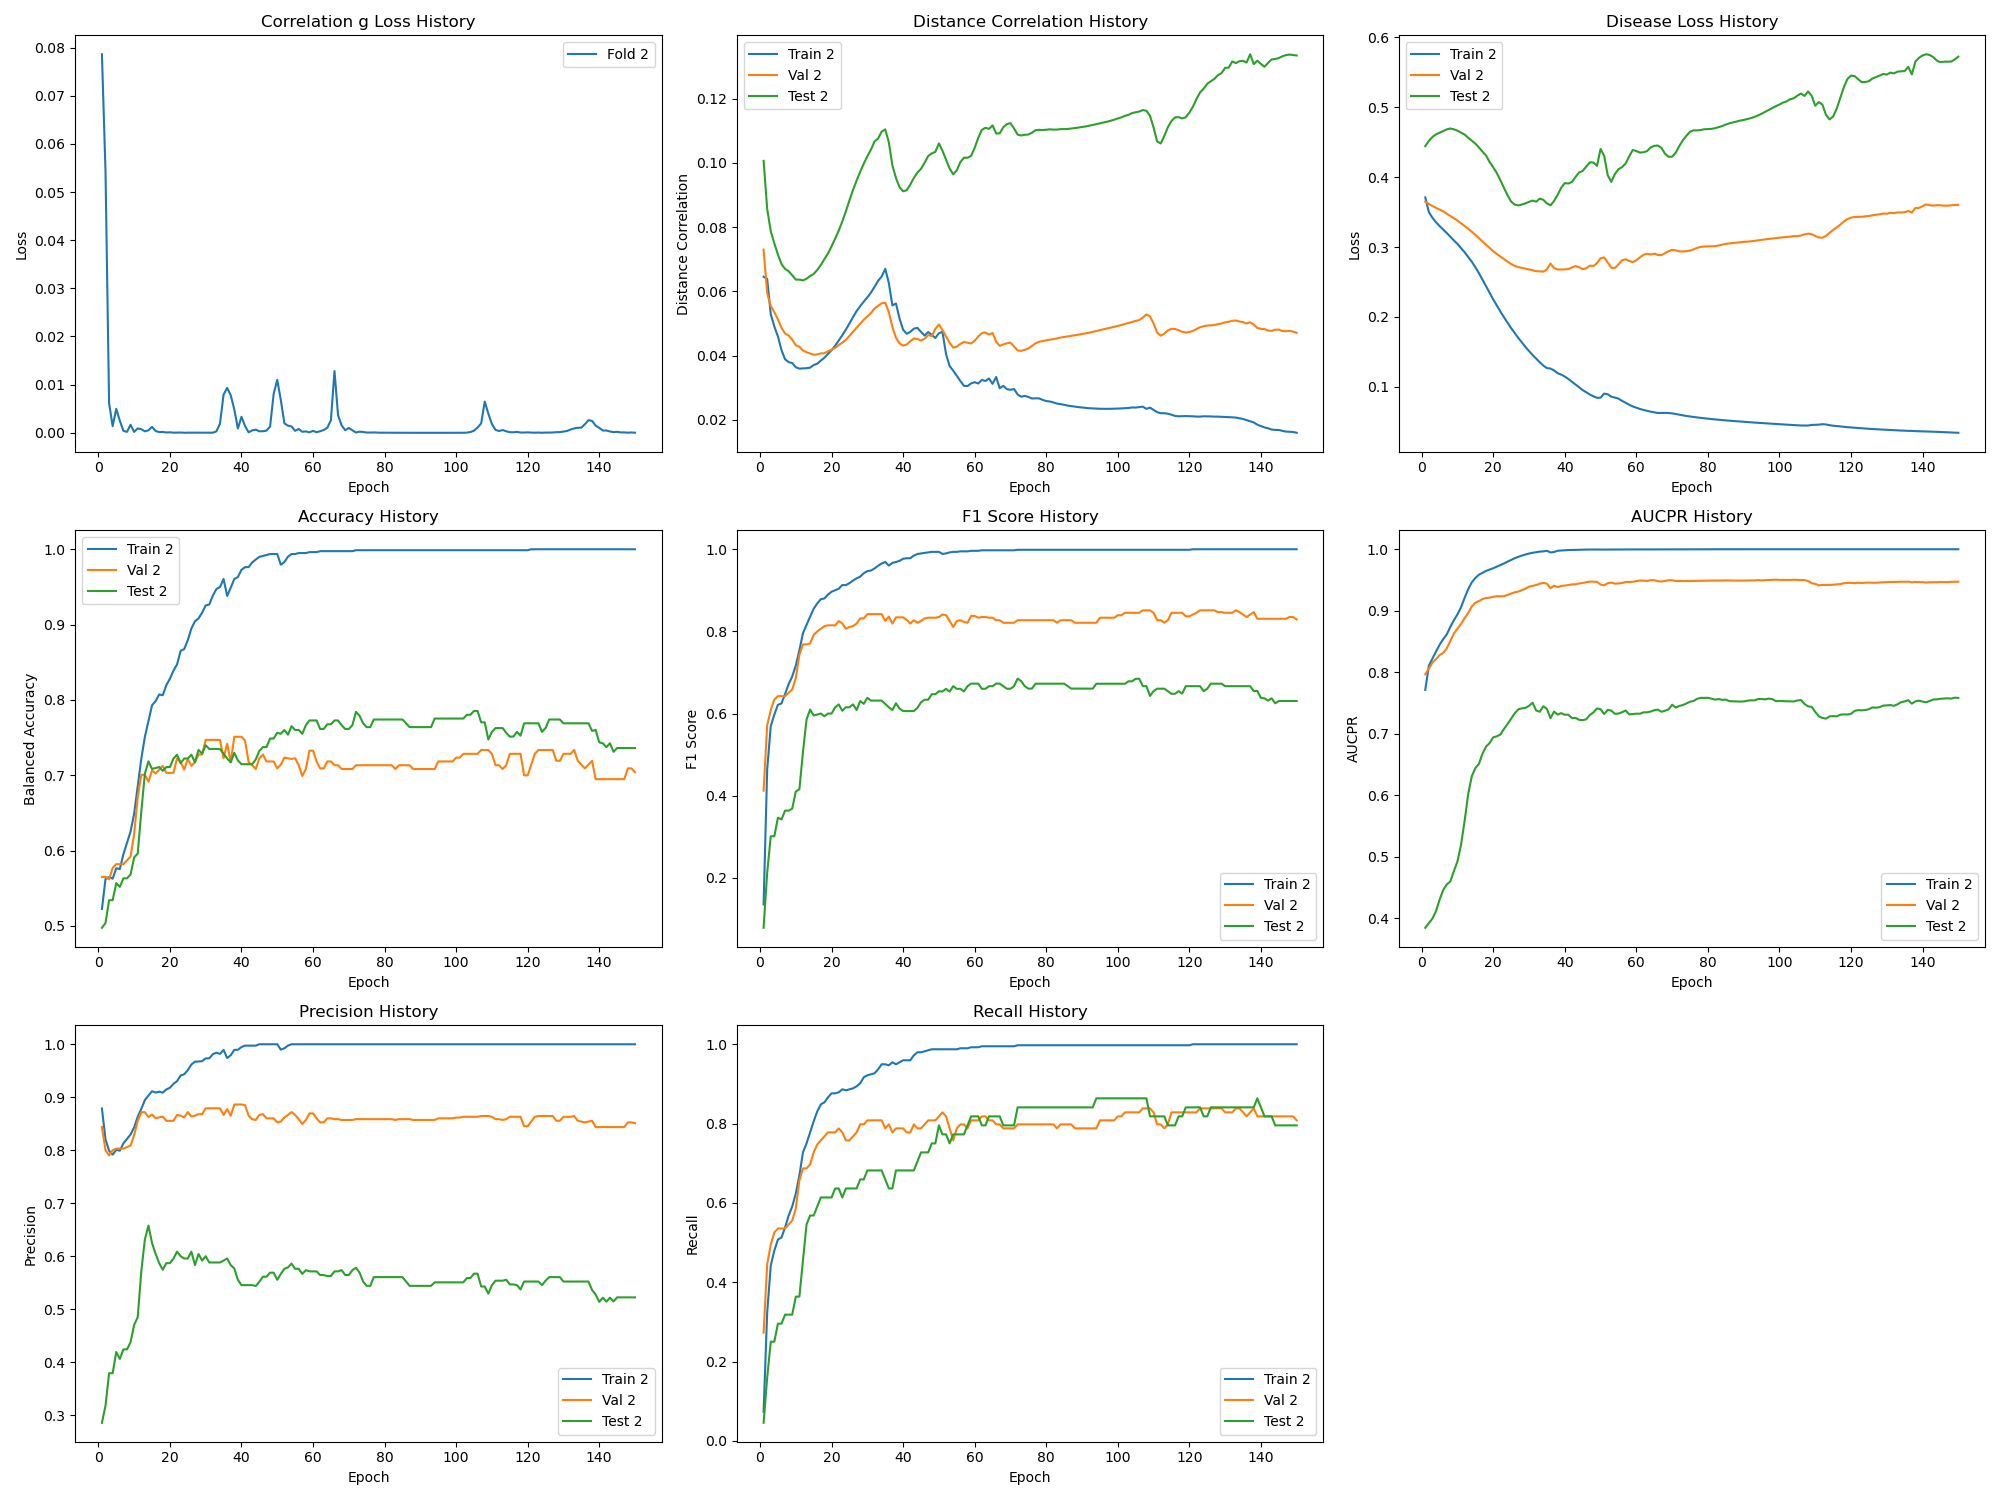 Correlation g Loss History
Loss
0.08
0.07
0.06
0.05
0.04
0.03
0.02
0.01
0.00
Fold 2
0 20 40 60 80 100 120 140
Epoch
Distance Correlation History
Distance Correlation
0.12
0.10
0.08
0.06
0.04
0.02
Train 2
Val 2
Test 2
0 20 40 60 80 100 120 140
Epoch
Disease Loss History
Loss
0.6
0.5
0.4
0.3
0.2
0.1
Train 2
Val 2
Test 2
0 20 40 60 80 100 120 140
Epoch
Accuracy History
Balanced Accuracy
1.0
0.9
0.8
0.7
0.6
0.5
Train 2
Val 2
Test 2
0 20 40 60 80 100 120 140
Epoch
F1 Score History
F1 Score
1.0
0.8
0.6
0.4
0.2
Train 2
Val 2
Test 2
0 20 40 60 80 100 120 140
Epoch
AUCPR History
AUCPR
1.0
0.9
0.8
0.7
0.6
0.5
0.4
Train 2
Val 2
Test 2
0 20 40 60 80 100 120 140
Epoch
Precision History
Precision
1.0
0.9
0.8
0.7
0.6
0.5
0.4
0.3
Train 2
Val 2
Test 2
0 20 40 60 80 100 120 140
Epoch
Recall History
Recall
1.0
0.8
0.6
0.4
0.2
0.0
Train 2
Val 2
Test 2
0 20 40 60 80 100 120 140
Epoch